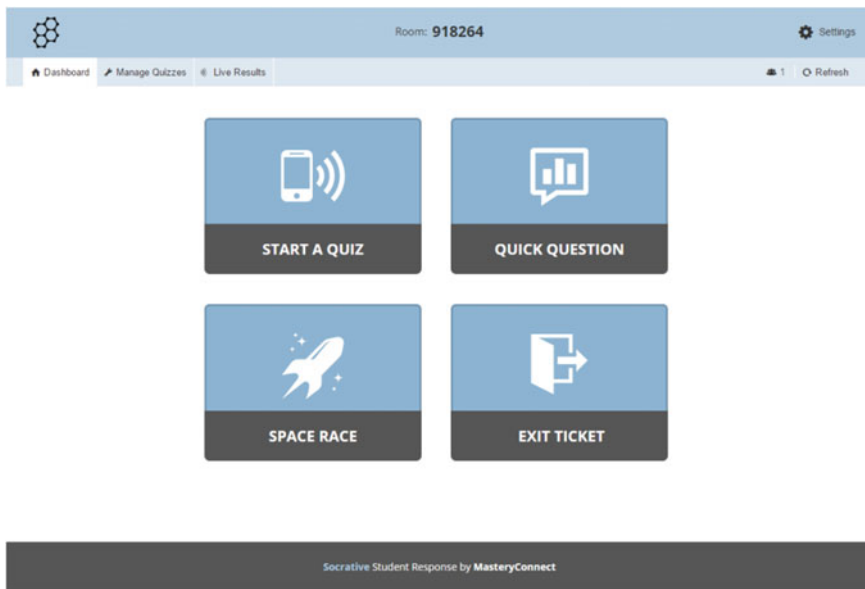 Room: 918264
Settings
Dashboard Manage Quizzes Live Results
1 Refresh
START A QUIZ
QUICK QUESTION
SPACE RACE
EXIT TICKET
Socrative Student Response by MasteryConnect